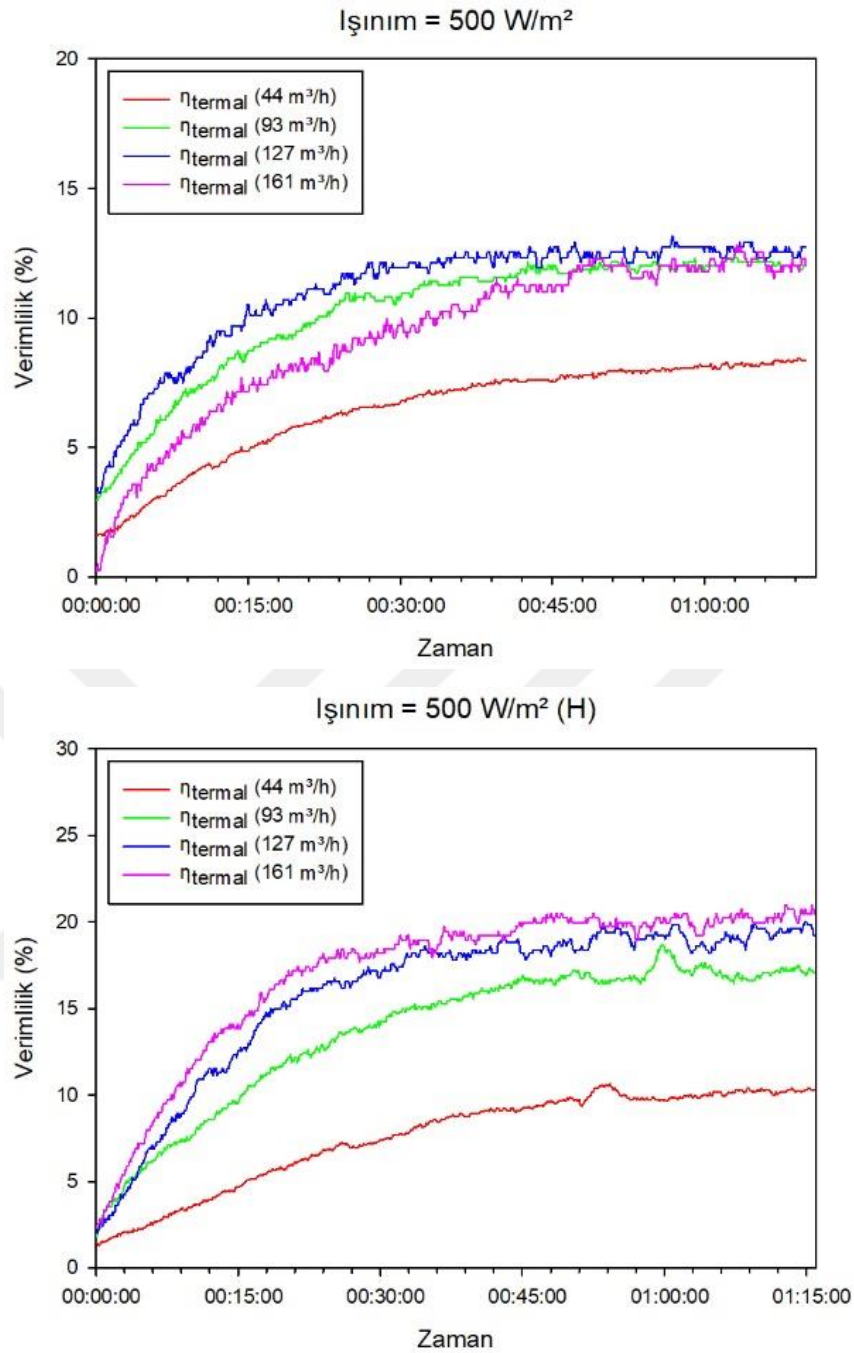 Işınım = 500 W/m²
20
15
10
5
0
Verimlilik (%)
ηtermal (44 m³/h)
ηtermal (93 m³/h)
ηtermal (127 m³/h)
ηtermal (161 m³/h)
00:00:00 00:15:00 00:30:00 00:45:00 01:00:00
Zaman
Işınım = 500 W/m² (H)
30
25
20
15
10
5
0
Verimlilik (%)
ηtermal (44 m³/h)
ηtermal (93 m³/h)
ηtermal (127 m³/h)
ηtermal (161 m³/h)
00:00:00 00:15:00 00:30:00 00:45:00 01:00:00 01:15:00
Zaman